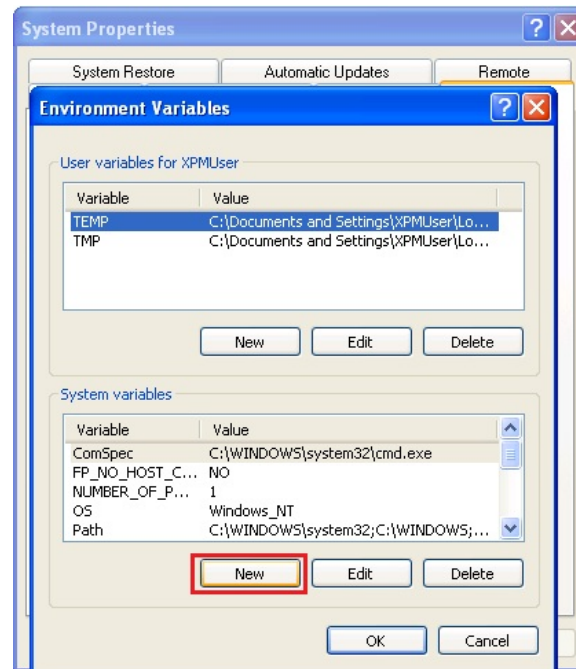 System Properties
System Restore Automatic Updates Remote
Environment Variables
User variables for XPMUser
Variable Value
TEMP C:\Documents and Settings\XPMUser\Lo...
TMP C:\Documents and Settings\XPMUser\Lo...
New Edit Delete
System variables
Variable Value
ComSpec C:\WINDOWS\system32\cmd.exe
FP_NO_HOST_C... NO
NUMBER_OF_P... 1
OS Windows_NT
Path C:\WINDOWS\system32;C:\WINDOWS;...
New Edit Delete
OK Cancel